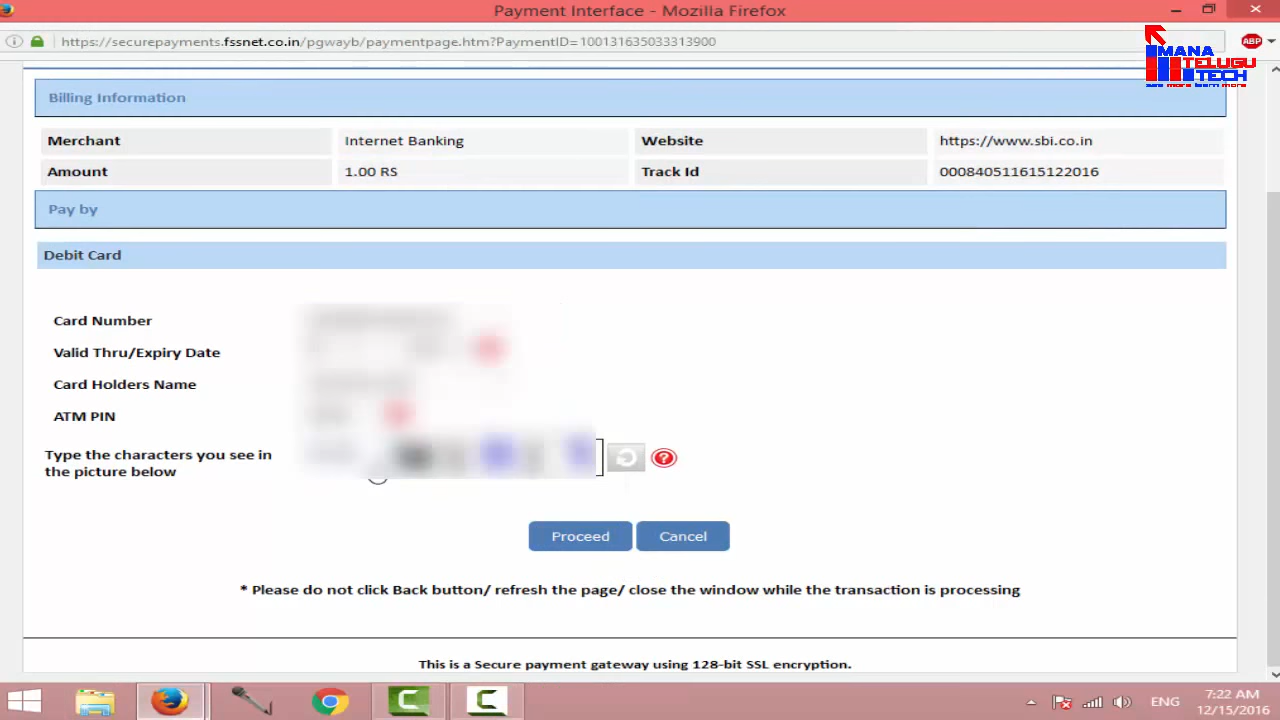 Payment Interface - Mozilla Firefox
https://securepayments.fssnet.co.in/pgwayb/paymentpage.htm?PaymentID=100131635033313900
ABP
MANA
TELUGU
TECH
see more learn more
Billing Information
Merchant Internet Banking Website https://www.sbi.co.in
Amount 1.00 RS Track Id 000840511615122016
Pay by
Debit Card
Card Number
Valid Thru/Expiry Date
Card Holders Name
ATM PIN
Type the characters you see in
the picture below
?
Proceed Cancel
* Please do not click Back button/ refresh the page/ close the window while the transaction is processing
This is a Secure payment gateway using 128-bit SSL encryption.
ENG
7:22 AM
12/15/2016